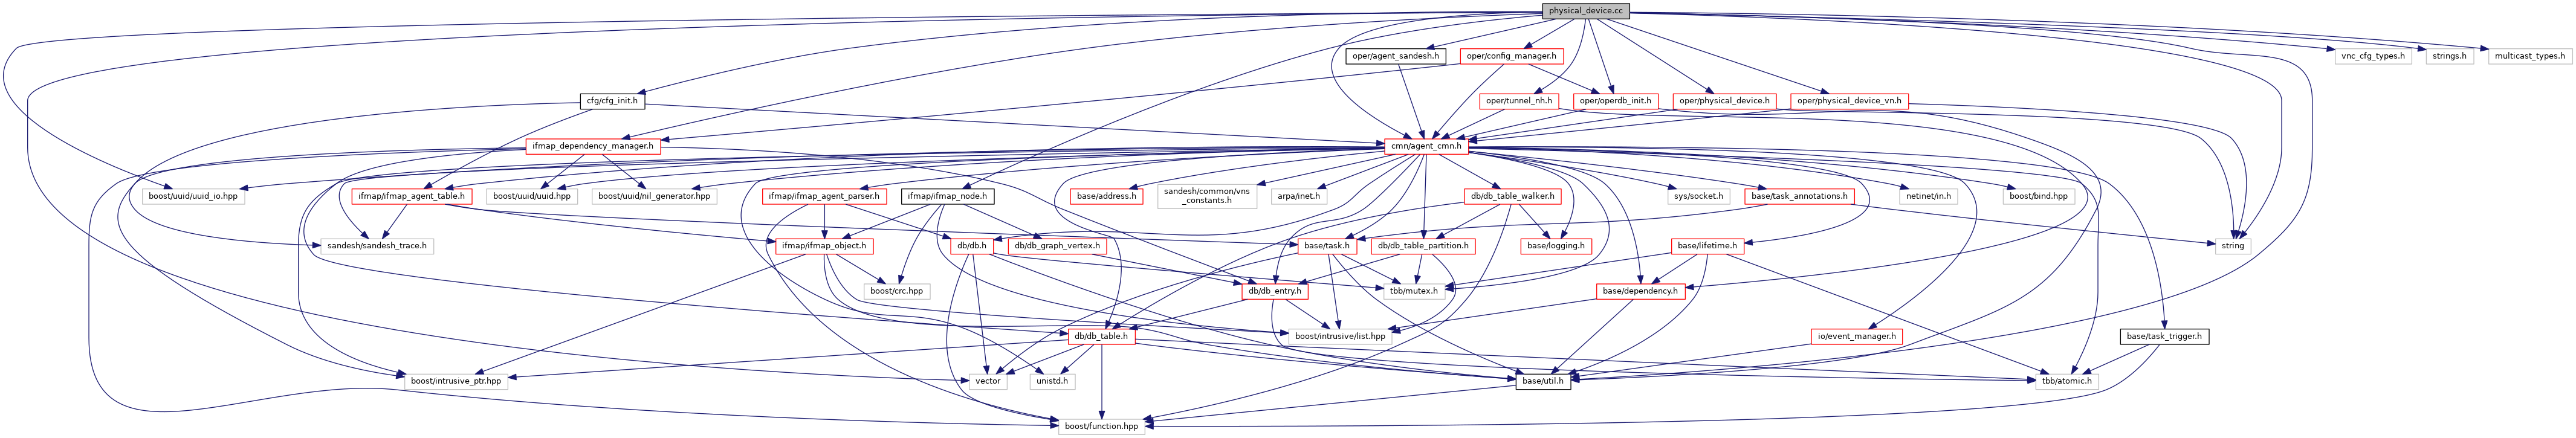 physical_device.cc
oper/agent_sandesh.h
oper/config_manager.h
vnc_cfg_types.h
strings.h
multicast_types.h
cfg/cfg_init.h
oper/tunnel_nh.h
oper/operdb_init.h
oper/physical_device.h
oper/physical_device_vn.h
ifmap_dependency_manager.h
cmn/agent_cmn.h
boost/uuid/uuid_io.hpp
ifmap/ifmap_agent_table.h
boost/uuid/uuid.hpp
boost/uuid/nil_generator.hpp
ifmap/ifmap_agent_parser.h
ifmap/ifmap_node.h
base/address.h
sandesh/common/vns
_constants.h
arpa/inet.h
db/db_table_walker.h
sys/socket.h
base/task_annotations.h
netinet/in.h
boost/bind.hpp
sandesh/sandesh_trace.h
ifmap/ifmap_object.h
db/db.h
db/db_graph_vertex.h
base/task.h
db/db_table_partition.h
base/logging.h
base/lifetime.h
string
boost/crc.hpp
db/db_entry.h
tbb/mutex.h
base/dependency.h
db/db_table.h
boost/intrusive/list.hpp
io/event_manager.h
base/task_trigger.h
boost/intrusive_ptr.hpp
vector
unistd.h
base/util.h
tbb/atomic.h
boost/function.hpp